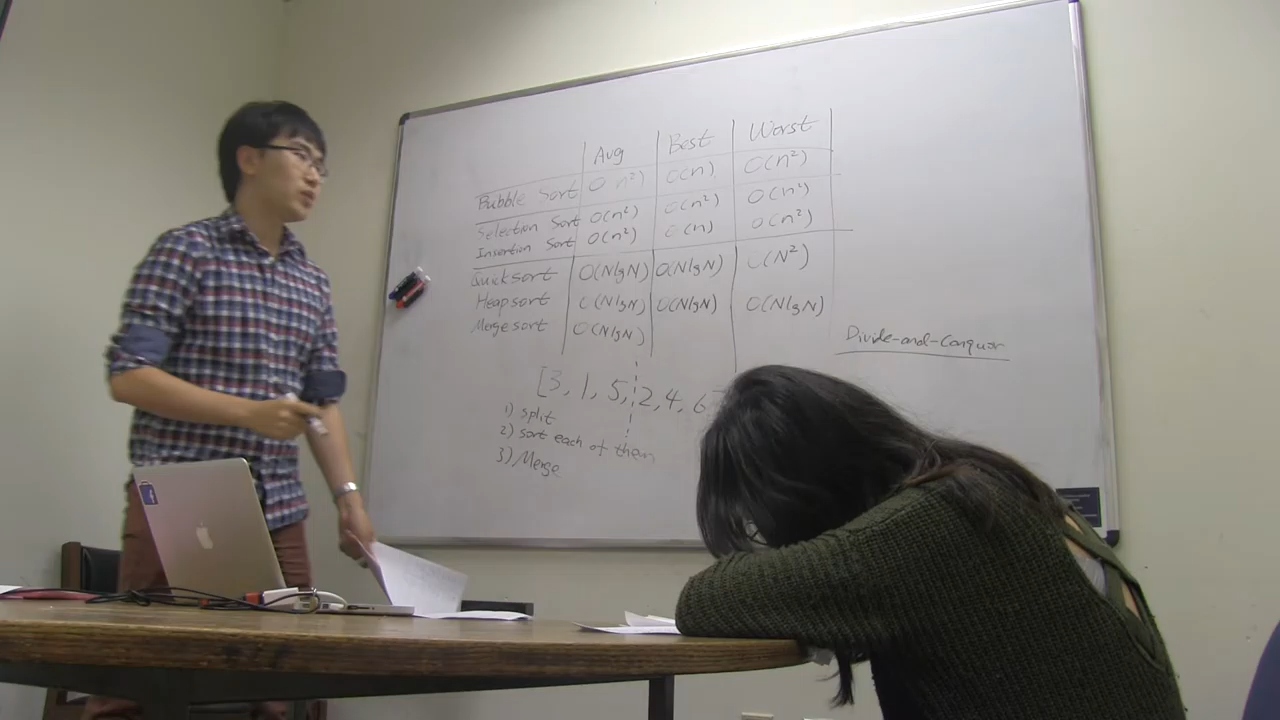 Avg Best Worst
Bubble Sort O(n²) O(n) O(n²)
Selection Sort O(n²) O(n²) O(n²)
Insertion Sort O(n²) O(n) O(n²)
Quicksort O(NlgN) O(NlgN) O(N²)
Heapsort O(NlgN) O(NlgN) O(NlgN)
Mergesort O(NlgN)
Divide-and-Conquor
[3, 1, 5, 2, 4, 6
1) split
2) sort each of them
3) Merge